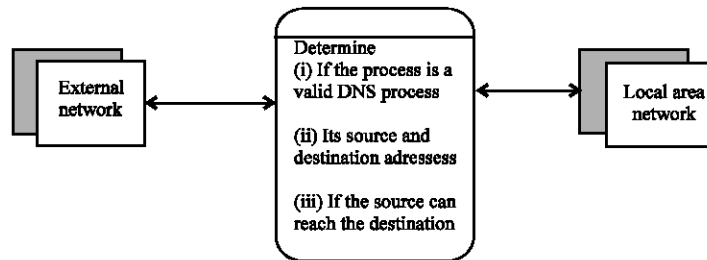 External
network
Determine
(i) If the process is a
valid DNS process
(ii) Its source and
destination adressess
(iii) If the source can
reach the destination
Local area
network